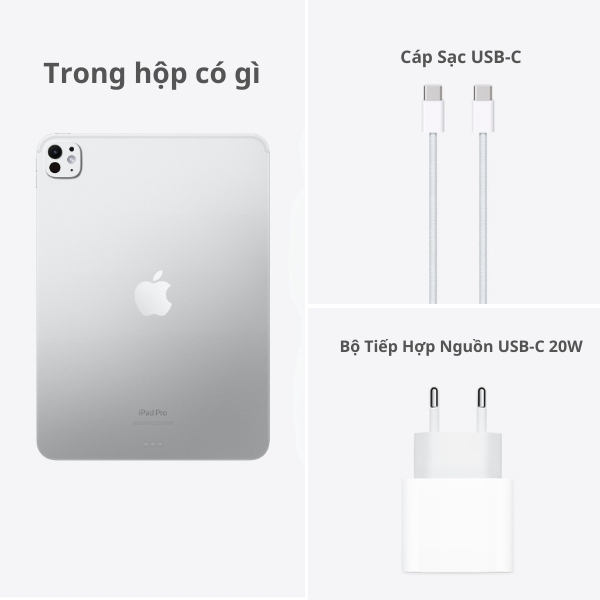 Trong hộp có gì
iPad Pro
Cáp Sạc USB-C
Bộ Tiếp Hợp Nguồn USB-C 20W